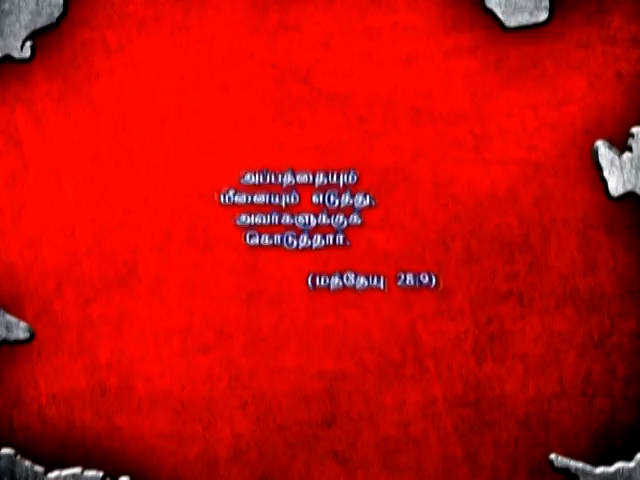 அப்பத்தையும்
மீனையும் எடுத்து,
அவர்களுக்குக்
கொடுத்தார்.
(மத்தேயு 28:9)